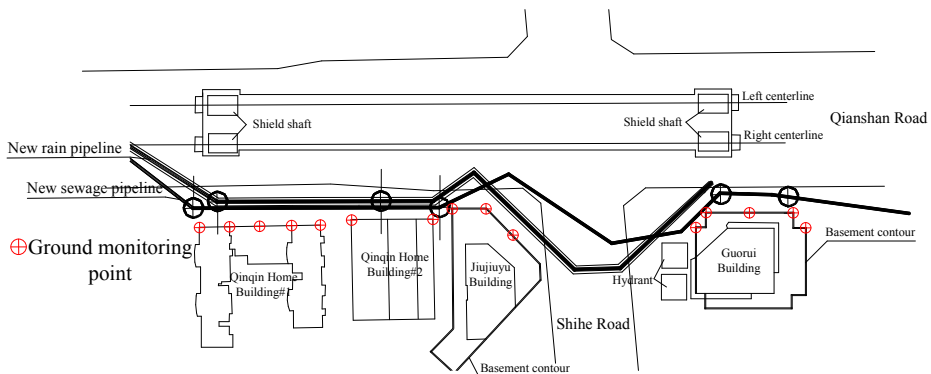 Left centerline
Shield shaft
Shield shaft
Qianshan Road
Right centerline
New rain pipeline
New sewage pipeline
Ground monitoring
point
Qinqin Home
Building#1
Qinqin Home
Building#2
Jiujiuyu
Building
Hydrant
Guorui
Building
Basement contour
Shihe Road
Basement contour